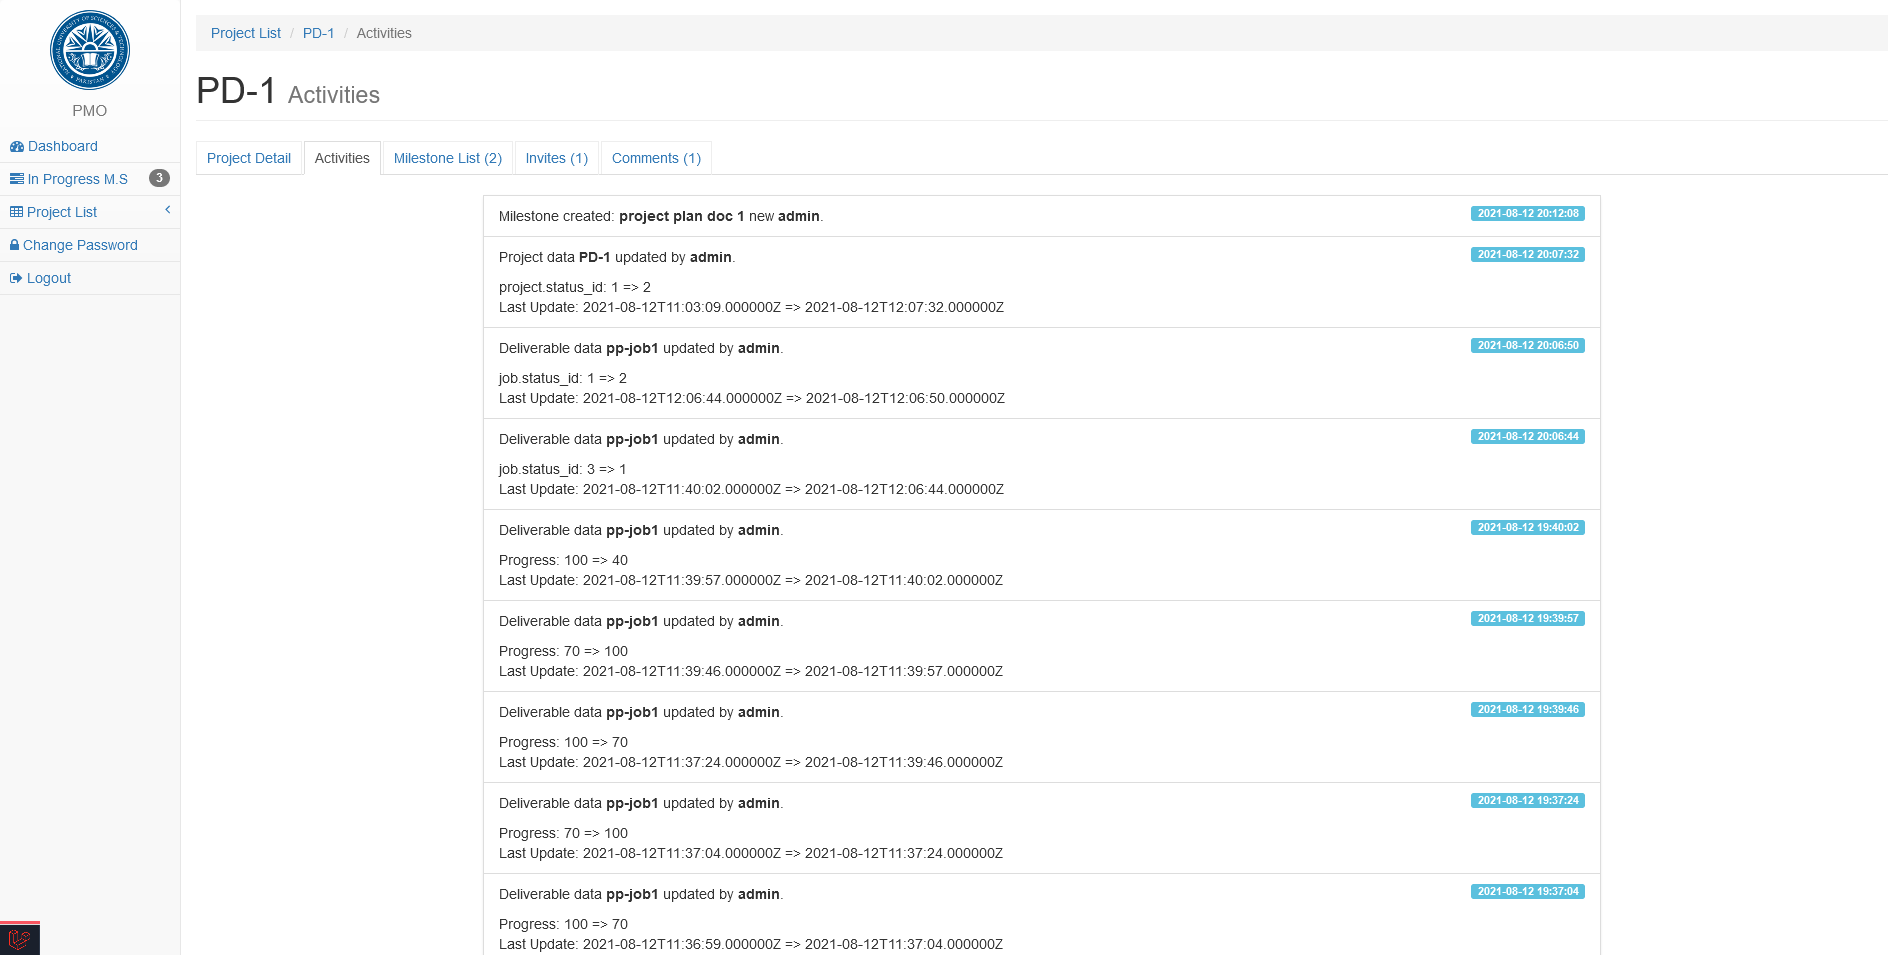 NATIONAL UNIVERSITY OF SCIENCES & TECHNOLOGY
PAKISTAN
PMO
Dashboard
In Progress M.S 3
Project List
Change Password
Logout
Project List / PD-1 / Activities
PD-1 Activities
Project Detail Activities Milestone List (2) Invites (1) Comments (1)
Milestone created: project plan doc 1 new admin. 2021-08-12 20:12:08
Project data PD-1 updated by admin. 2021-08-12 20:07:32
project.status_id: 1 => 2
Last Update: 2021-08-12T11:03:09.000000Z => 2021-08-12T12:07:32.000000Z
Deliverable data pp-job1 updated by admin. 2021-08-12 20:06:50
job.status_id: 1 => 2
Last Update: 2021-08-12T12:06:44.000000Z => 2021-08-12T12:06:50.000000Z
Deliverable data pp-job1 updated by admin. 2021-08-12 20:06:44
job.status_id: 3 => 1
Last Update: 2021-08-12T11:40:02.000000Z => 2021-08-12T12:06:44.000000Z
Deliverable data pp-job1 updated by admin. 2021-08-12 19:40:02
Progress: 100 => 40
Last Update: 2021-08-12T11:39:57.000000Z => 2021-08-12T11:40:02.000000Z
Deliverable data pp-job1 updated by admin. 2021-08-12 19:39:57
Progress: 70 => 100
Last Update: 2021-08-12T11:39:46.000000Z => 2021-08-12T11:39:57.000000Z
Deliverable data pp-job1 updated by admin. 2021-08-12 19:39:46
Progress: 100 => 70
Last Update: 2021-08-12T11:37:24.000000Z => 2021-08-12T11:39:46.000000Z
Deliverable data pp-job1 updated by admin. 2021-08-12 19:37:24
Progress: 70 => 100
Last Update: 2021-08-12T11:37:04.000000Z => 2021-08-12T11:37:24.000000Z
Deliverable data pp-job1 updated by admin. 2021-08-12 19:37:04
Progress: 100 => 70
Last Update: 2021-08-12T11:36:59.000000Z => 2021-08-12T11:37:04.000000Z